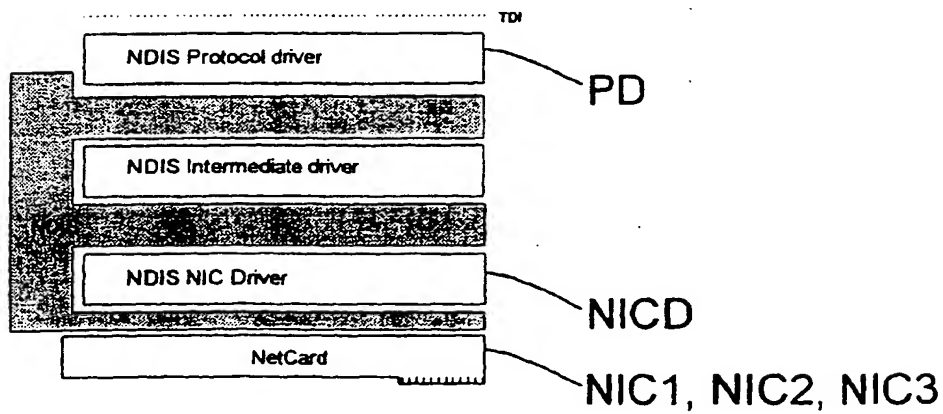 TDI
NDIS Protocol driver
PD
NDIS Intermediate driver
NDIS NIC Driver
NICD
NetCard
NIC1, NIC2, NIC3